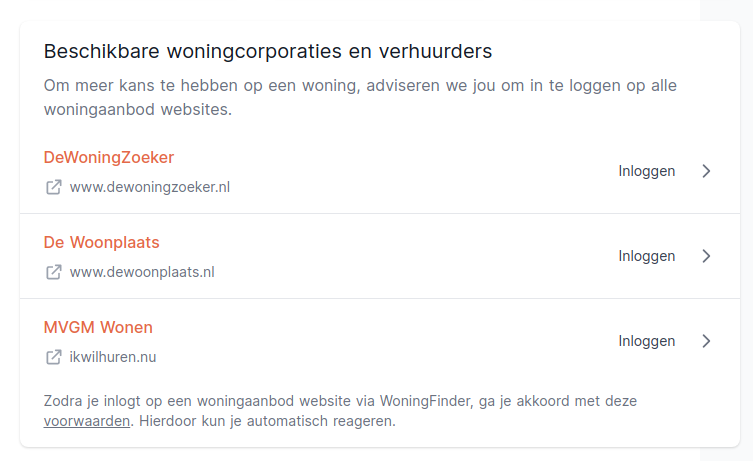 Beschikbare woningcorporaties en verhuurders
Om meer kans te hebben op een woning, adviseren we jou om in te loggen op alle
woningaanbod websites.
DeWoningZoeker
www.dewoningzoeker.nl
Inloggen
De Woonplaats
www.dewoonplaats.nl
Inloggen
MVGM Wonen
ikwilhuren.nu
Inloggen
Zodra je inlogt op een woningaanbod website via WoningFinder, ga je akkoord met deze
voorwaarden. Hierdoor kun je automatisch reageren.